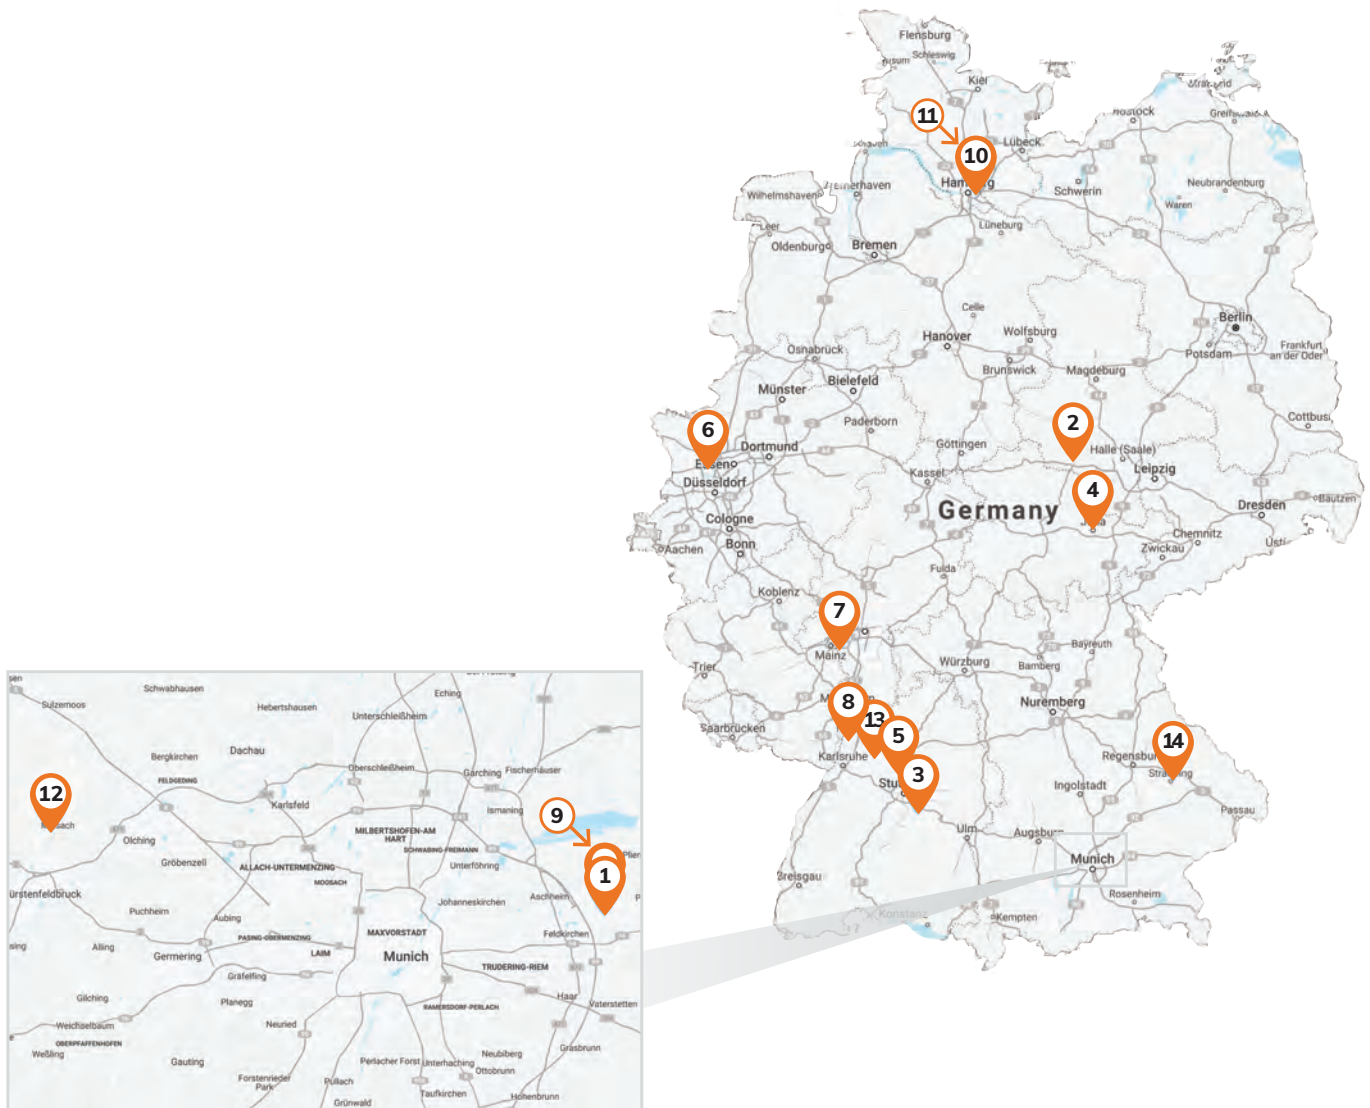 Flensburg
Schleswig
Kiel
11
10
Lübeck
Rostock
Schwerin
Neubrandenburg
Waren
Wilhelmshaven
Lüneburg
Leer
Oldenburg
Bremen
Celle
Berlin
Hanover
Wolfsburg
Potsdam
Frankfurt
an der Oder
Osnabrück
Brunswick
Magdeburg
Münster
Bielefeld
Paderborn
Cottbus
6
2
Dortmund
Göttingen
Halle (Saale)
Essen
Kassel
Leipzig
Düsseldorf
4
Germany
Dresden
Bautzen
Cologne
Chemnitz
Bonn
Aachen
Zwickau
Fulda
Koblenz
7
Mainz
Bayreuth
Trier
Würzburg
Bamberg
8
13
5
Nuremberg
Saarbrücken
Karlsruhe
14
3
Ingolstadt
Passau
Ulm
Augsburg
Munich
Rosenheim
Konstanz
Kempten
Schwabhausen
Eching
Sulzemoos
Hebertshausen
Unterschleißheim
Dachau
Bergkirchen
Oberschleißheim
Garching
Fischerhäuser
FELDGEDING
12
Karlsfeld
Ismaning
9
Olching
MILBERTSHOFEN-AM
HART
SCHWABING-FREIMANN
Gröbenzell
ALLACH-UNTERMENZING
Unterföhring
MOOSACH
1
Aschheim
Johanneskirchen
Puchheim
Aubing
MAXVORSTADT
Feldkirchen
PASING-OBERMENZING
Alling
LAIM
Germering
Munich
TRUDERING-RIEM
Gräfelfing
Gilching
Planegg
Haar
Vaterstetten
RAMERSDORF-PERLACH
Weichselbaum
Neuried
OBERPFAFFENHOFEN
Weßling
Gauting
Perlacher Forst
Unterhaching
Neubiberg
Grasbrunn
Ottobrunn
Forstenrieder
Park
Pullach
Taufkirchen
Hohenbrunn
Grünwald